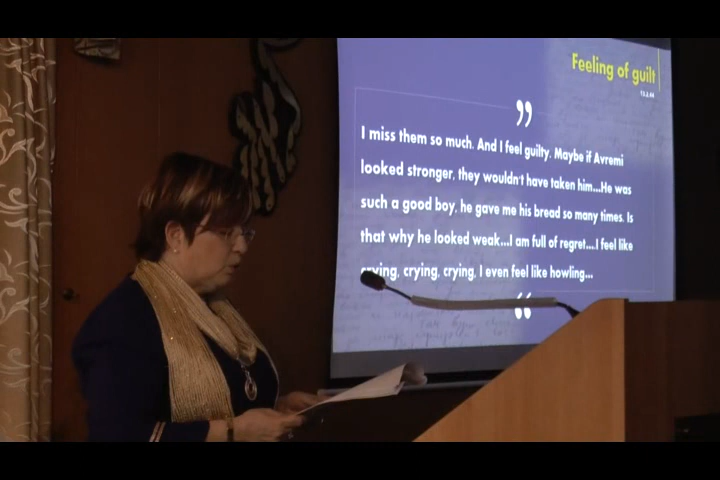 Feeling of guilt
”
I miss them so much. And I feel guilty. Maybe if Avremi
looked stronger, they wouldn't have taken him...He was
such a good boy, he gave me his bread so many times. Is
that why he looked weak...I am full of regret....I feel like
crying, crying, crying. I even feel like howling...
“